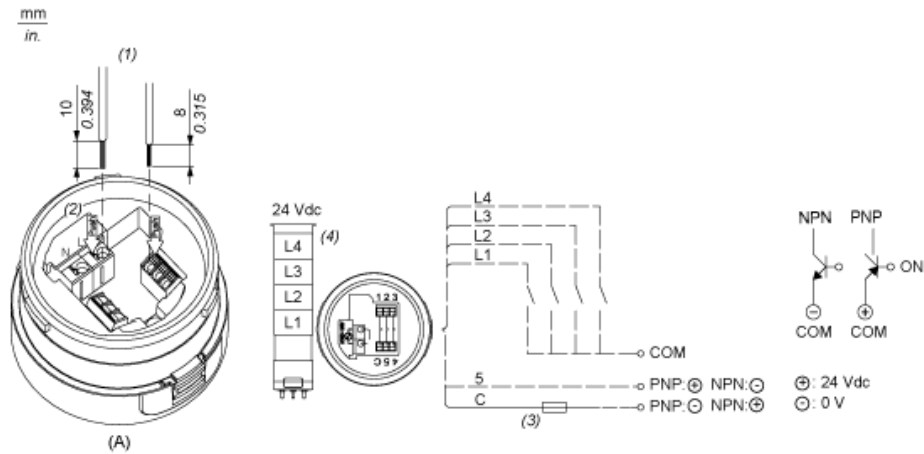 mm
in.
(1)
10
0.394
8
0.315
(2)
N
(A)
24 Vdc
(4)
L4
L3
L2
L1
1 2 3
4 5 C
L4
L3
L2
L1
COM
5
PNP:⊕ NPN:⊖
C
(3)
PNP:⊖ NPN:⊕
NPN PNP
ON
⊖ ⊕
COM COM
⊕: 24 Vdc
⊖: 0 V